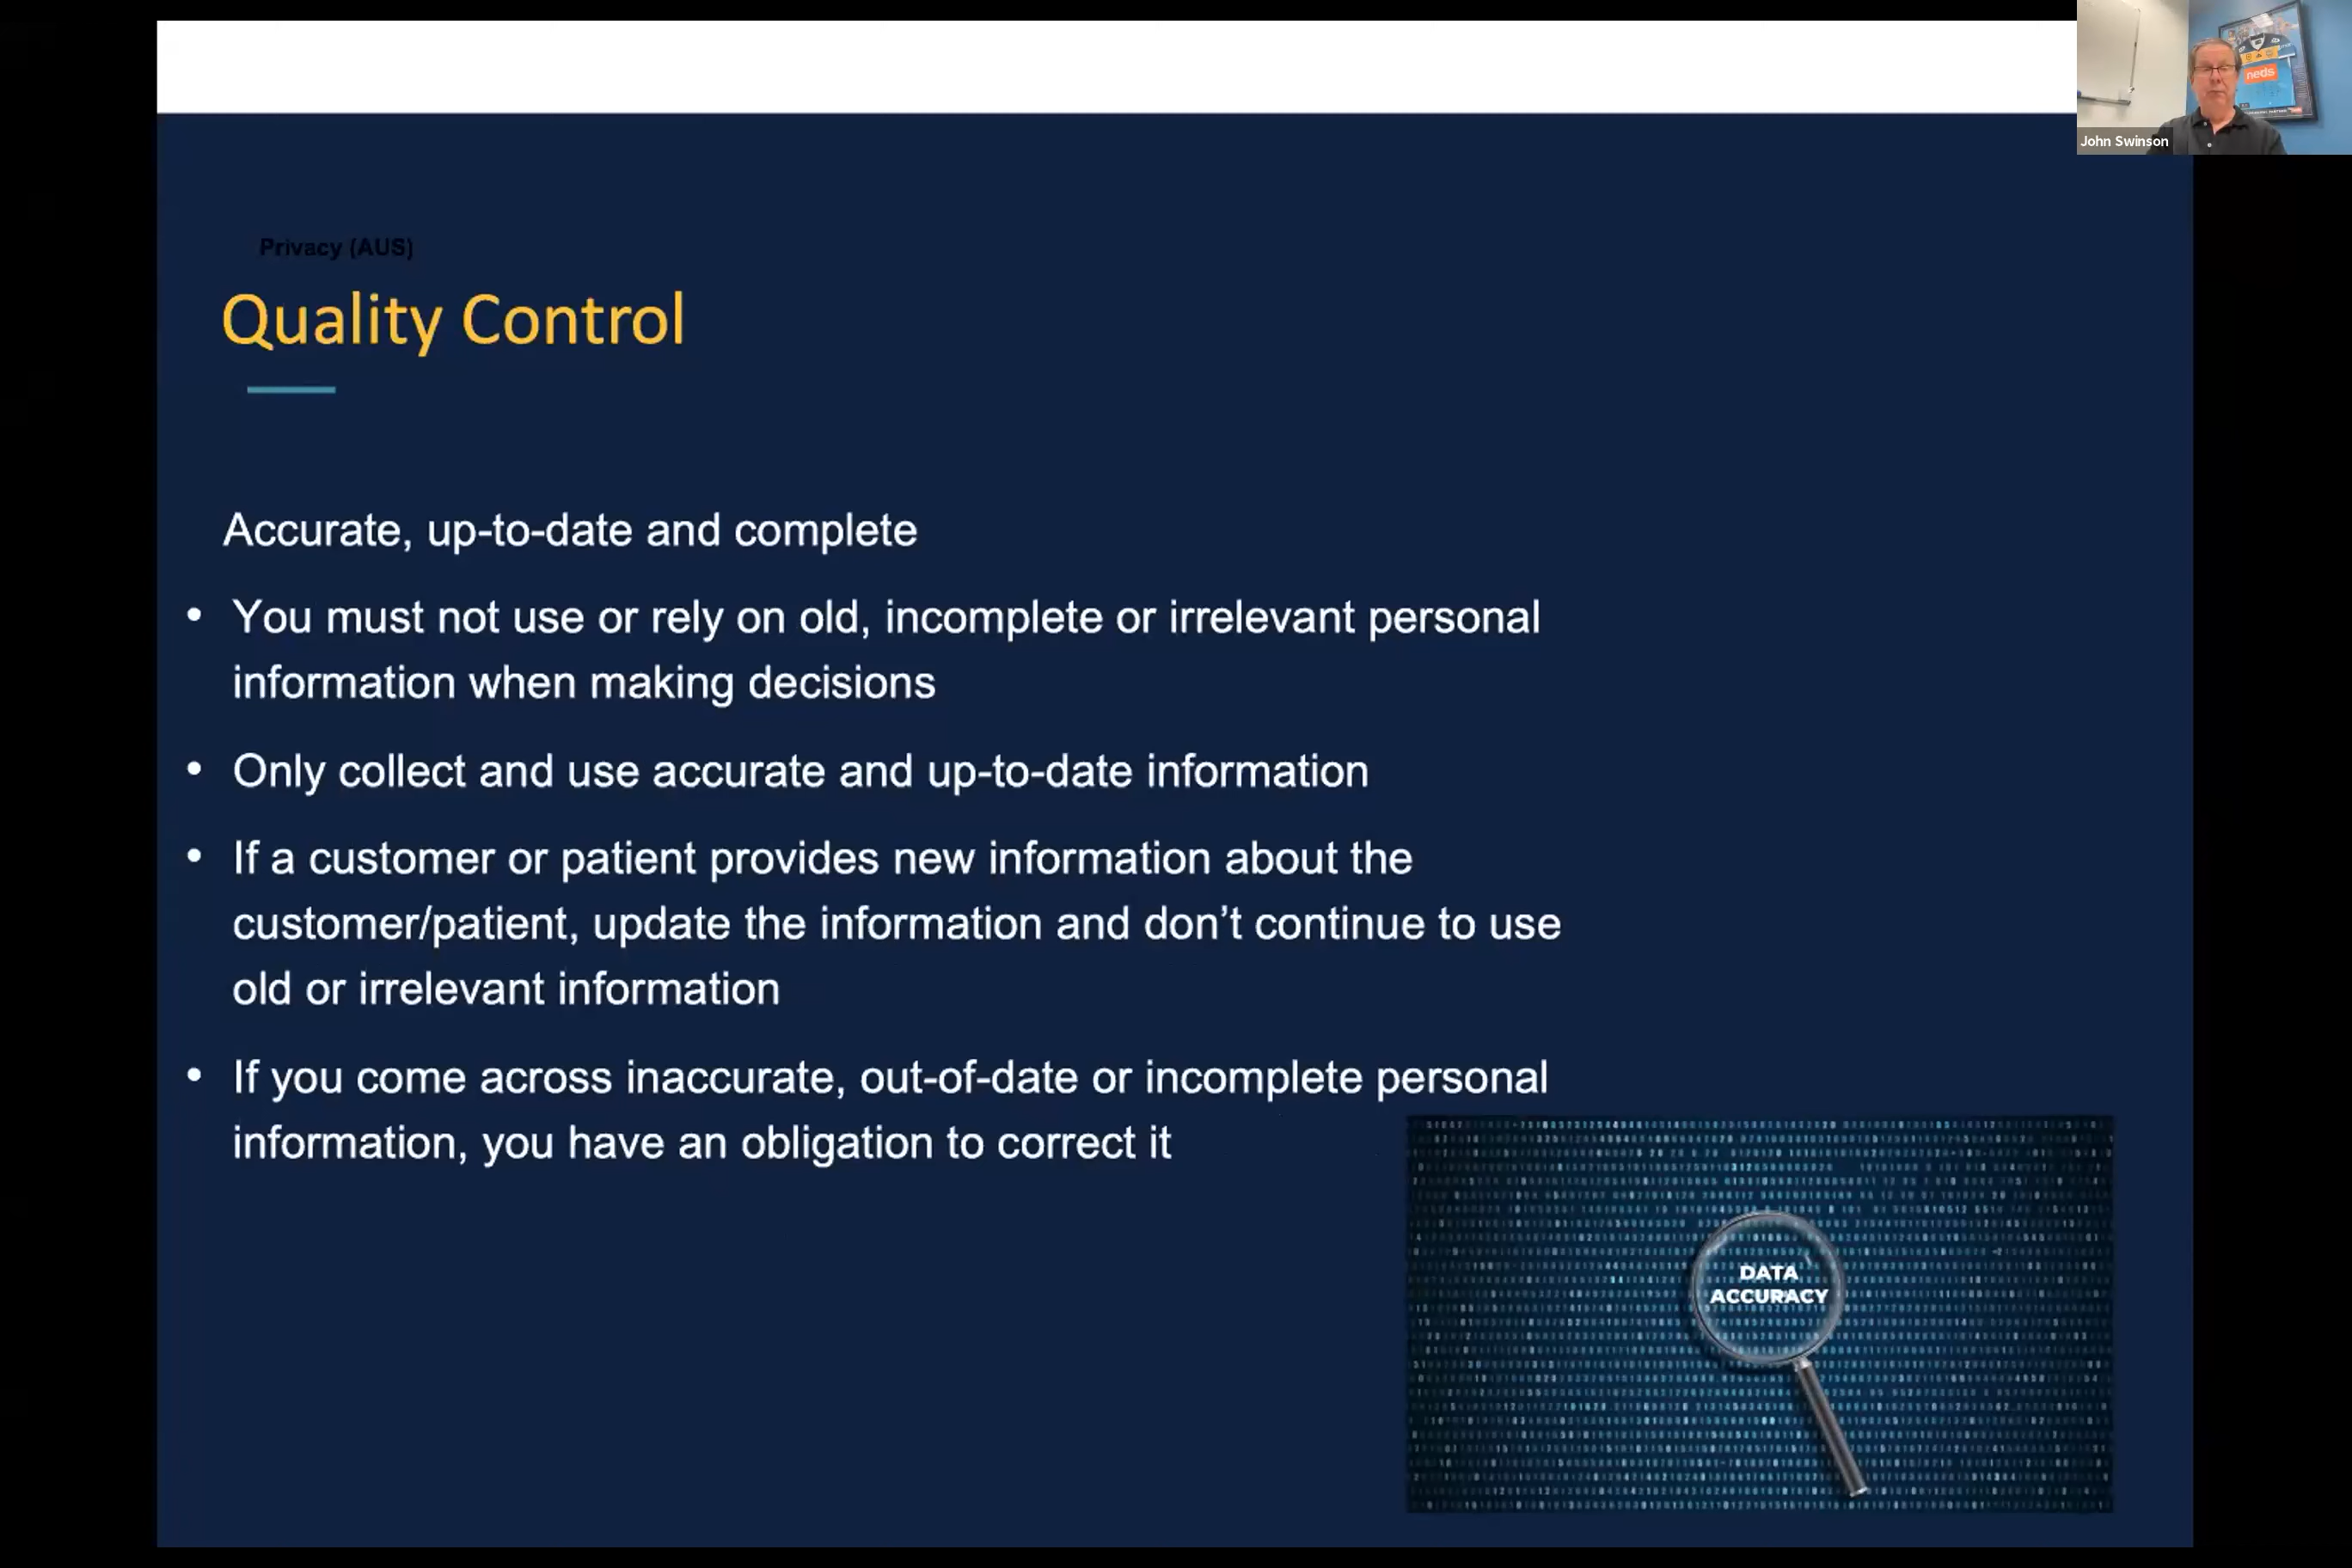 neds
John Swinson
Privacy (AUS)
Quality Control
Accurate, up-to-date and complete
• You must not use or rely on old, incomplete or irrelevant personal
information when making decisions
• Only collect and use accurate and up-to-date information
• If a customer or patient provides new information about the
customer/patient, update the information and don’t continue to use
old or irrelevant information
• If you come across inaccurate, out-of-date or incomplete personal
information, you have an obligation to correct it
DATA
ACCURACY